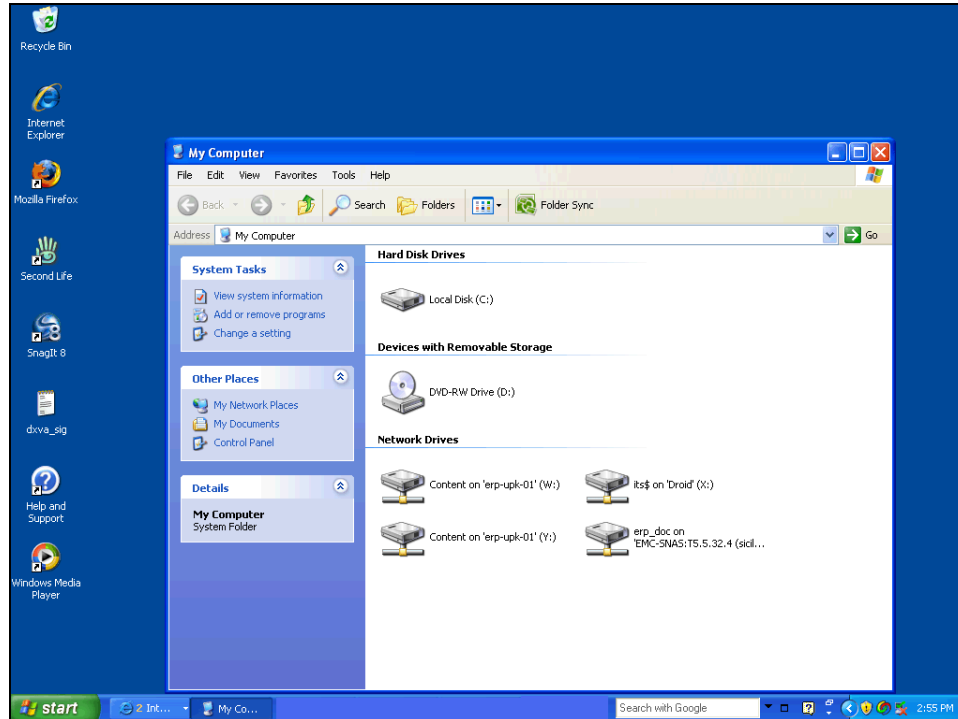 Recycle Bin
Internet
Explorer
Mozilla Firefox
Second Life
SnagIt 8
dxva_sig
Help and
Support
Windows Media
Player
My Computer
File Edit View Favorites Tools Help
Back Search Folders Folder Sync
Address My Computer Go
System Tasks
View system information
Add or remove programs
Change a setting
Other Places
My Network Places
My Documents
Control Panel
Details
My Computer
System Folder
Hard Disk Drives
Local Disk (C:)
Devices with Removable Storage
DVD-RW Drive (D:)
Network Drives
Content on 'erp-upk-01' (W:)
its$ on 'Droid' (X:)
Content on 'erp-upk-01' (Y:)
erp_doc on
'EMC-SNAS:T5.5.32.4 (sicil...
start 2 Int... My Co... Search with Google 2:55 PM